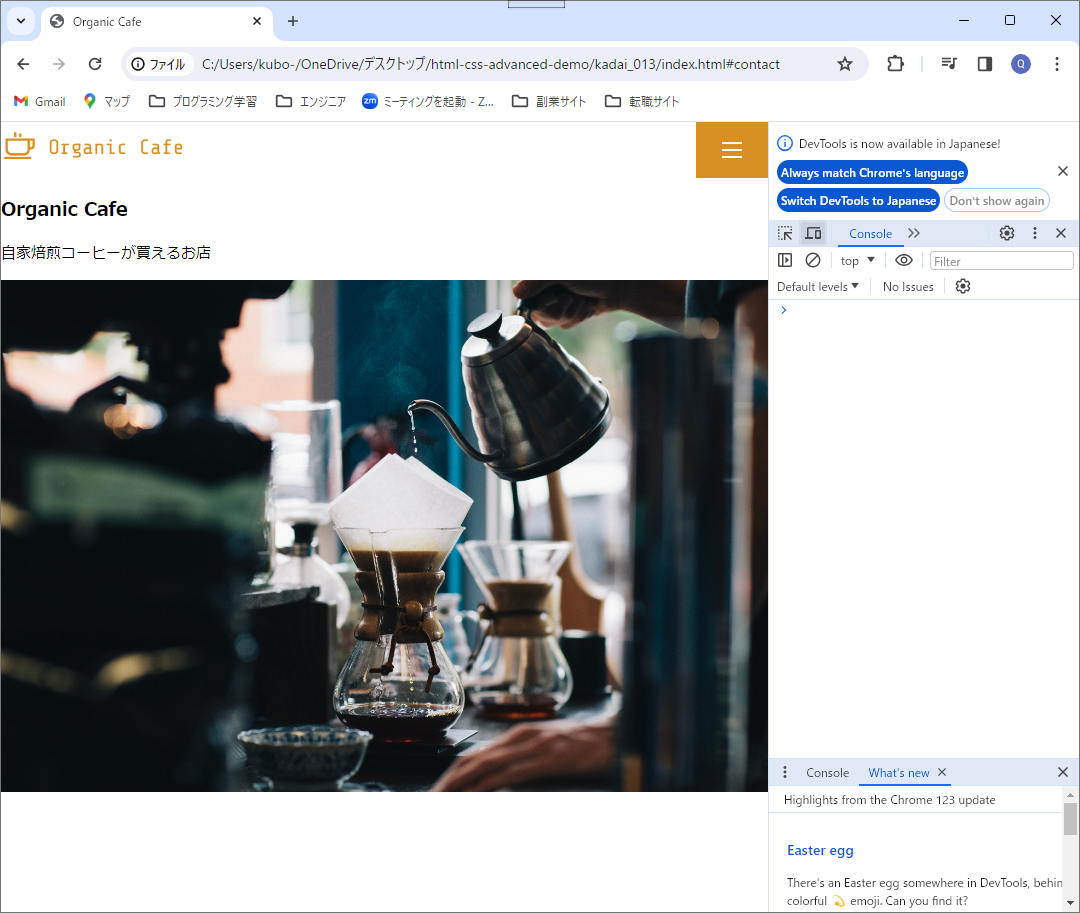 Organic Cafe
ファイル C:/Users/kubo-/OneDrive/デスクトップ/html-css-advanced-demo/kadai_013/index.html#contact Q
Gmail マップ プログラミング学習 エンジニア zm ミーティングを起動 - Z... 副業サイト 転職サイト
Organic Cafe
Organic Cafe
自家焙煎コーヒーが買えるお店
DevTools is now available in Japanese!
Always match Chrome's language
Switch DevTools to Japanese Don't show again
Console
top Filter
Default levels No Issues
Console What's new
Highlights from the Chrome 123 update
Easter egg
There's an Easter egg somewhere in DevTools, behin
colorful 💫 emoji. Can you find it?